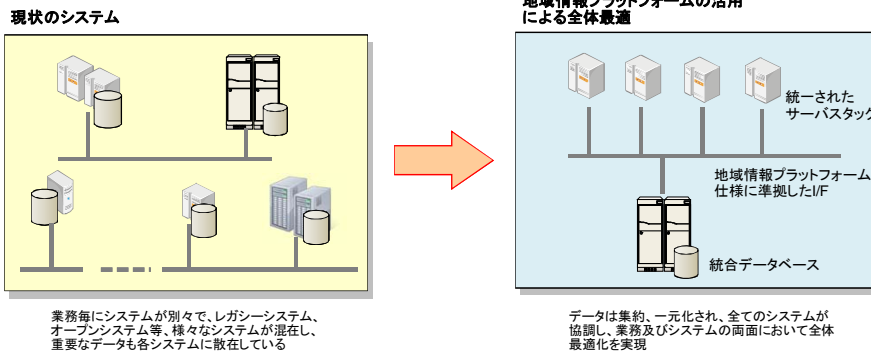 現状のシステム
地域情報プラットフォームの活用
による全体最適
統一された
サーバスタック
地域情報プラットフォーム
仕様に準拠したI/F
統合データベース
業務毎にシステムが別々で、レガシーシステム、
オープンシステム等、様々なシステムが混在し、
重要なデータも各システムに散在している
データは集約、一元化され、全てのシステムが
協調し、業務及びシステムの両面において全体
最適化を実現